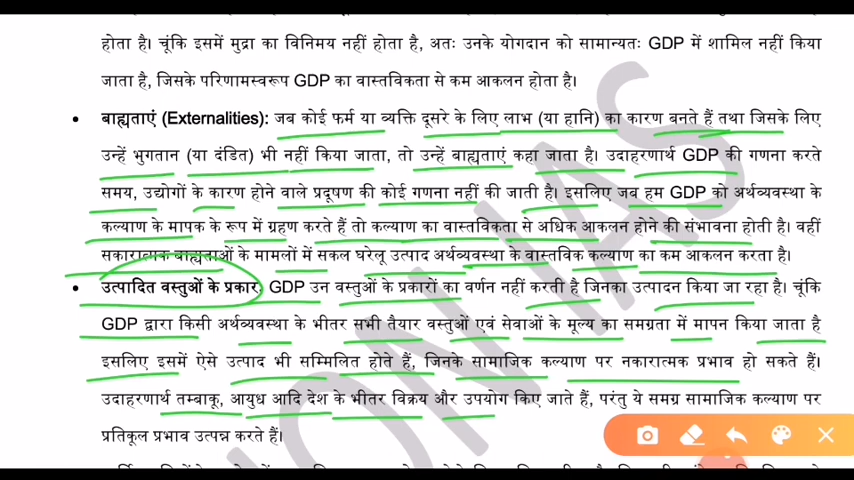 होता है। चूंकि इसमें मुद्रा का विनिमय नहीं होता है, अतः उनके योगदान को सामान्यतः GDP में शामिल नहीं किया
जाता है, जिसके परिणामस्वरूप GDP का वास्तविकता से कम आकलन होता है।
• बाह्यताएं (Externalities): जब कोई फर्म या व्यक्ति दूसरे के लिए लाभ (या हानि) का कारण बनते हैं तथा जिसके लिए
उन्हें भुगतान (या दंडित) भी नहीं किया जाता, तो उन्हें बाह्यताएं कहा जाता है। उदाहरणार्थ GDP की गणना करते
समय, उद्योगों के कारण होने वाले प्रदूषण की कोई गणना नहीं की जाती है। इसलिए जब हम GDP को अर्थव्यवस्था के
कल्याण के मापक के रूप में ग्रहण करते हैं तो कल्याण का वास्तविकता से अधिक आकलन होने की संभावना होती है। वहीं
सकारात्मक बाह्यताओं के मामलों में सकल घरेलू उत्पाद अर्थव्यवस्था के वास्तविक कल्याण का कम आकलन करता है।
• उत्पादित वस्तुओं के प्रकार GDP उन वस्तुओं के प्रकारों का वर्णन नहीं करती है जिनका उत्पादन किया जा रहा है। चूंकि
GDP द्वारा किसी अर्थव्यवस्था के भीतर सभी तैयार वस्तुओं एवं सेवाओं के मूल्य का समग्रता में मापन किया जाता है
इसलिए इसमें ऐसे उत्पाद भी सम्मिलित होते हैं, जिनके सामाजिक कल्याण पर नकारात्मक प्रभाव हो सकते हैं।
उदाहरणार्थ तम्बाकू, आयुध आदि देश के भीतर विक्रय और उपयोग किए जाते हैं, परंतु ये समग्र सामाजिक कल्याण पर
प्रतिकूल प्रभाव उत्पन्न करते हैं।
ION IAS